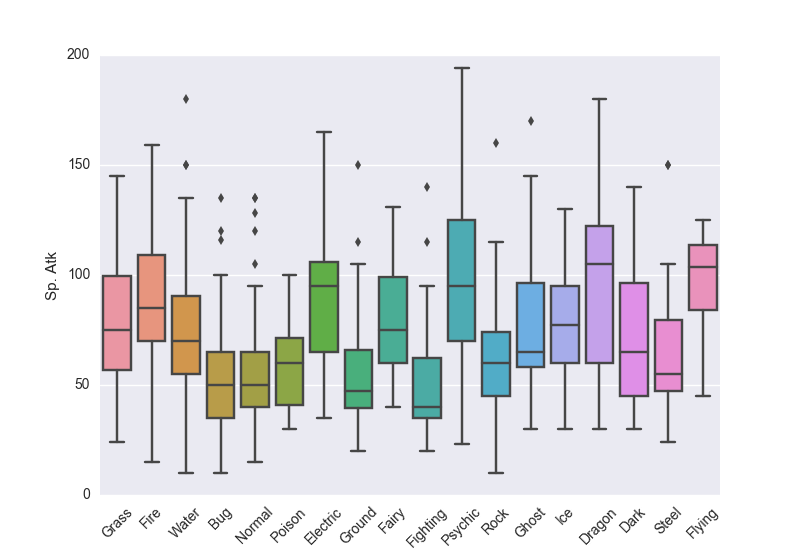 200
150
100
50
0
Sp. Atk
Grass
Fire
Water
Bug
Normal
Poison
Electric
Ground
Fairy
Fighting
Psychic
Rock
Ghost
Ice
Dragon
Dark
Steel
Flying